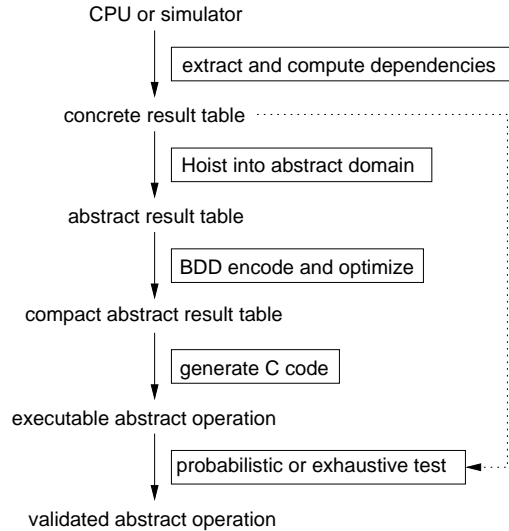 CPU or simulator
extract and compute dependencies
concrete result table
Hoist into abstract domain
abstract result table
BDD encode and optimize
compact abstract result table
generate C code
executable abstract operation
probabilistic or exhaustive test
validated abstract operation